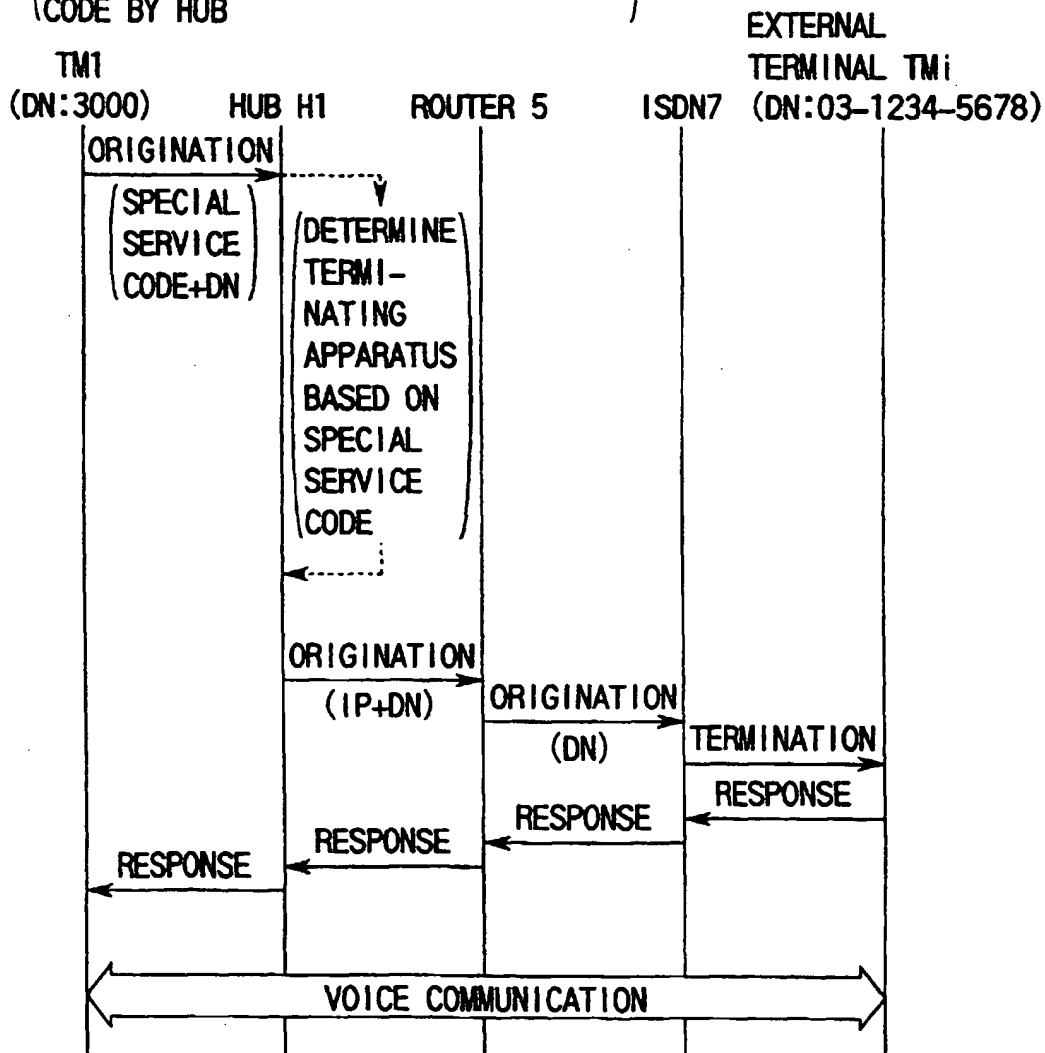 CODE BY HUB
EXTERNAL
TERMINAL TMi
(DN:03-1234-5678)
TM1
(DN:3000)
HUB H1
ROUTER 5
ISDN7
ORIGINATION
(SPECIAL
SERVICE
CODE+DN)
(DETERMINE
TERMI-
NATING
APPARATUS
BASED ON
SPECIAL
SERVICE
CODE)
ORIGINATION
(IP+DN)
ORIGINATION
(DN)
TERMINATION
RESPONSE
RESPONSE
RESPONSE
RESPONSE
VOICE COMMUNICATION